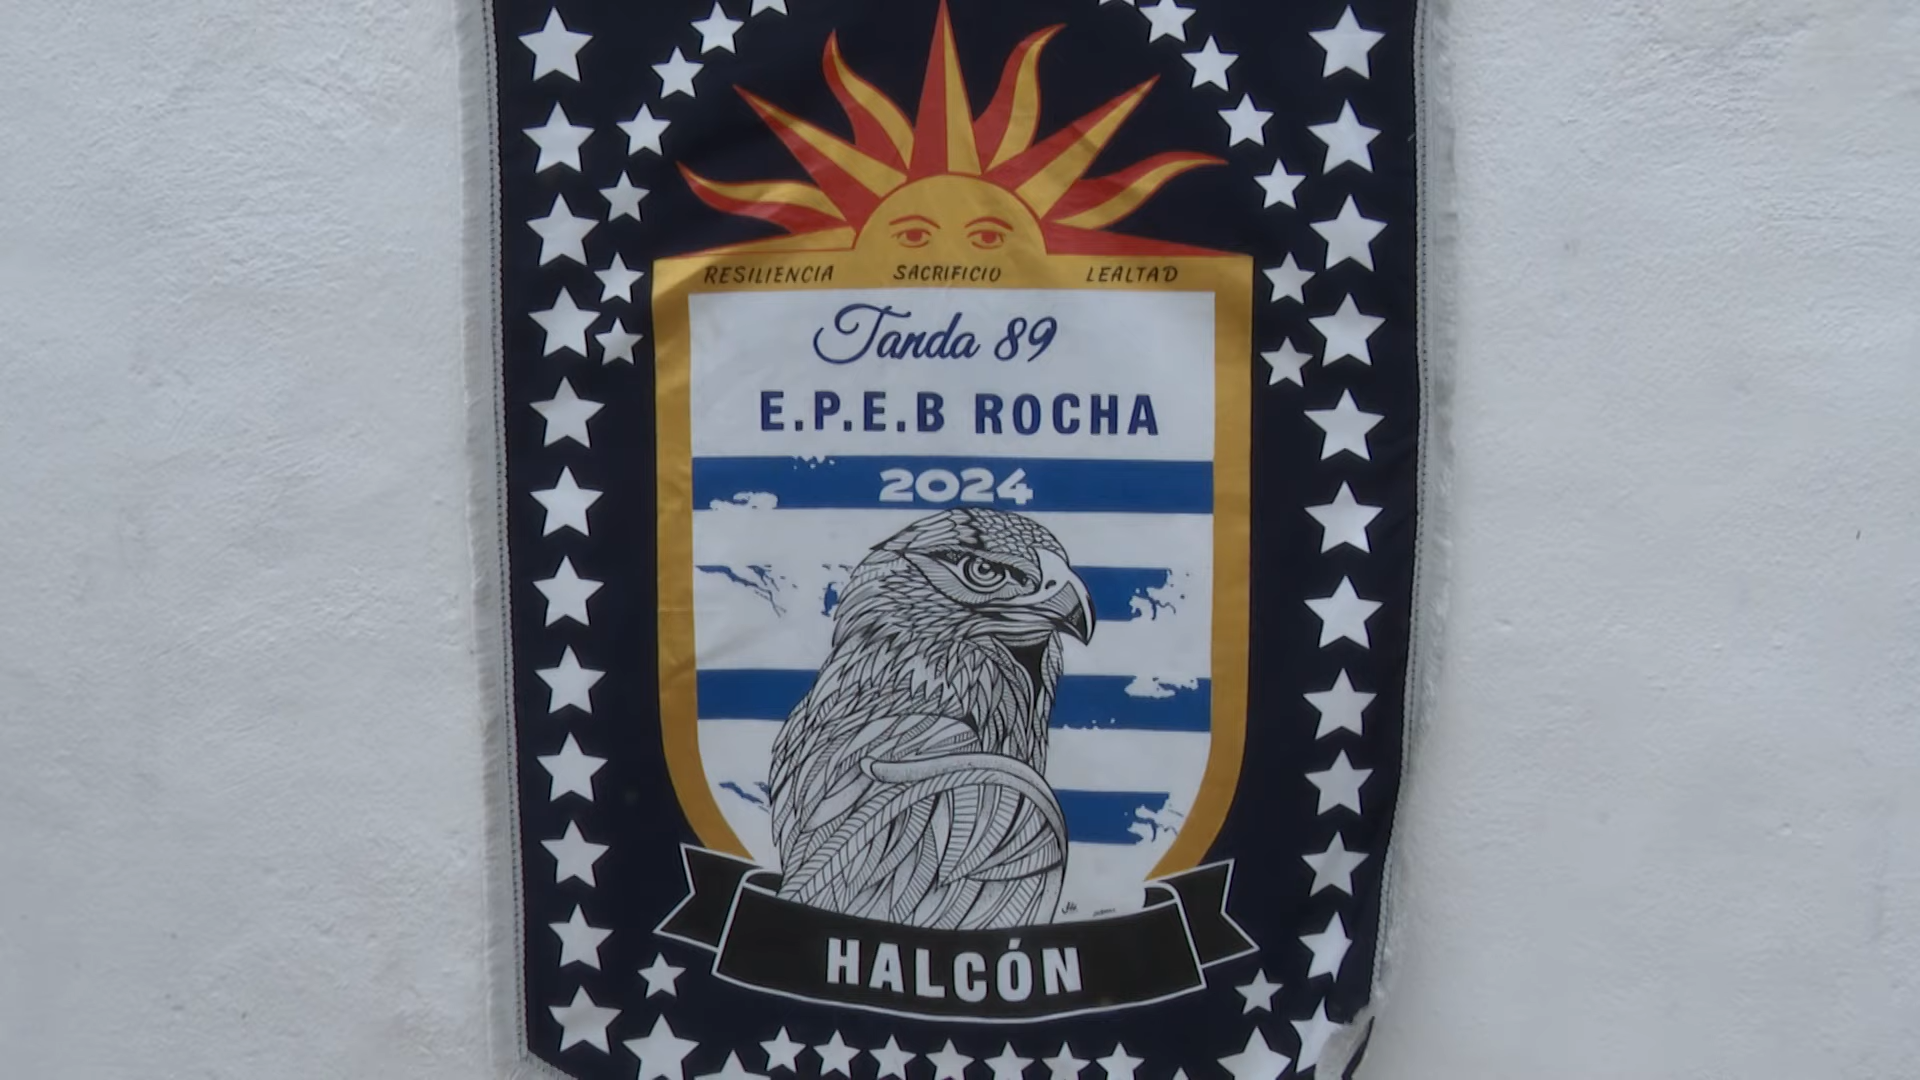 RESILIENCIA SACRIFICIO LEALTAD
Tanda 89
E.P.E.B ROCHA
2024
HALCÓN